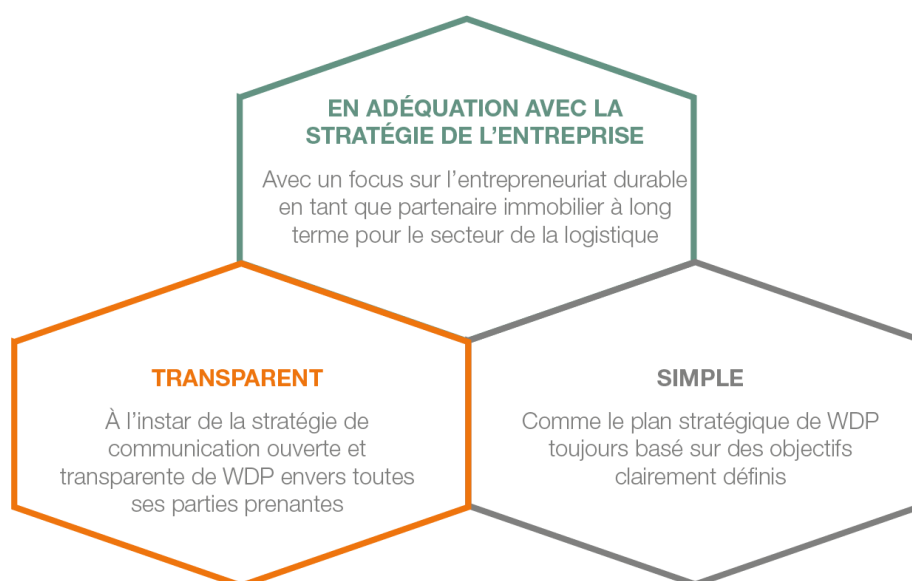 EN ADÉQUATION AVEC LA
STRATÉGIE DE L’ENTREPRISE
Avec un focus sur l’entrepreneuriat durable
en tant que partenaire immobilier à long
terme pour le secteur de la logistique
TRANSPARENT
À l’instar de la stratégie de
communication ouverte et
transparente de WDP envers toutes
ses parties prenantes
SIMPLE
Comme le plan stratégique de WDP
toujours basé sur des objectifs
clairement définis